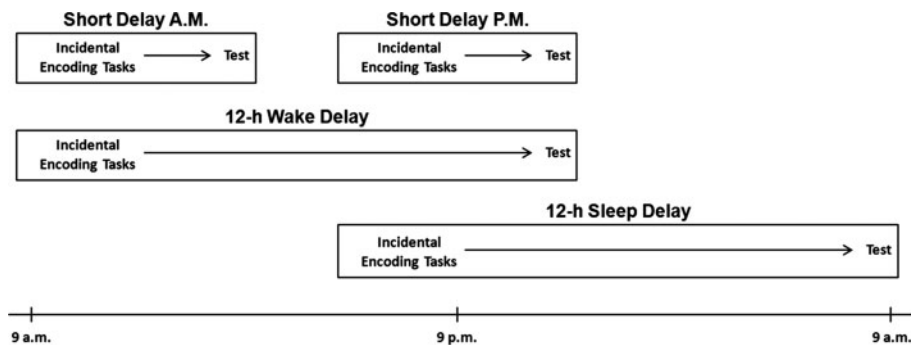 Short Delay A.M.
Short Delay P.M.
Incidental
Encoding Tasks
Test
Incidental
Encoding Tasks
Test
12-h Wake Delay
Incidental
Encoding Tasks
Test
12-h Sleep Delay
Incidental
Encoding Tasks
Test
9 a.m.
9 p.m.
9 a.m.